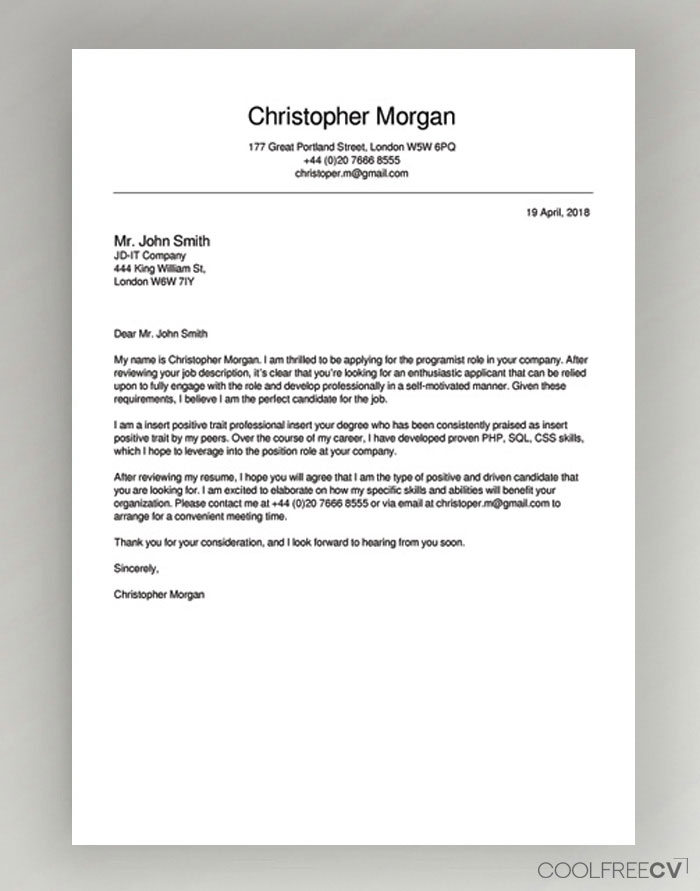 Christopher Morgan
177 Great Portland Street, London W5W 6PQ
+44 (0)20 7666 8555
christoper.m@gmail.com
19 April, 2018
Mr. John Smith
JD-IT Company
444 King William St,
London W6W 7IY
Dear Mr. John Smith
My name is Christopher Morgan. I am thrilled to be applying for the programist role in your company. After
reviewing your job description, it's clear that you're looking for an enthusiastic applicant that can be relied
upon to fully engage with the role and develop professionally in a self-motivated manner. Given these
requirements, I believe I am the perfect candidate for the job.
I am a insert positive trait professional insert your degree who has been consistently praised as insert
positive trait by my peers. Over the course of my career, I have developed proven PHP, SQL, CSS skills,
which I hope to leverage into the position role at your company.
After reviewing my resume, I hope you will agree that I am the type of positive and driven candidate that
you are looking for. I am excited to elaborate on how my specific skills and abilities will benefit your
organization. Please contact me at +44 (0)20 7666 8555 or via email at christoper.m@gmail.com to
arrange for a convenient meeting time.
Thank you for your consideration, and I look forward to hearing from you soon.
Sincerely,
Christopher Morgan
COOLFREECV